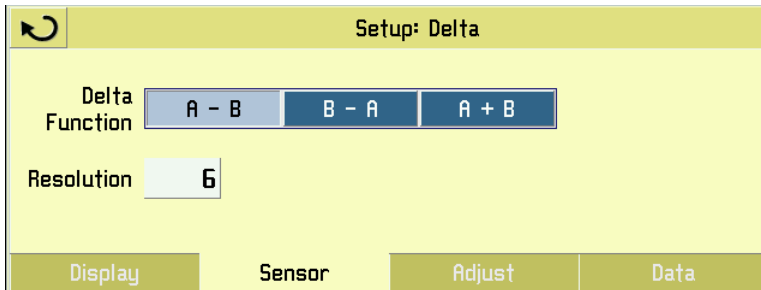 Setup: Delta
Delta
Function
A - B
B - A
A + B
Resolution
6
Display
Sensor
Adjust
Data